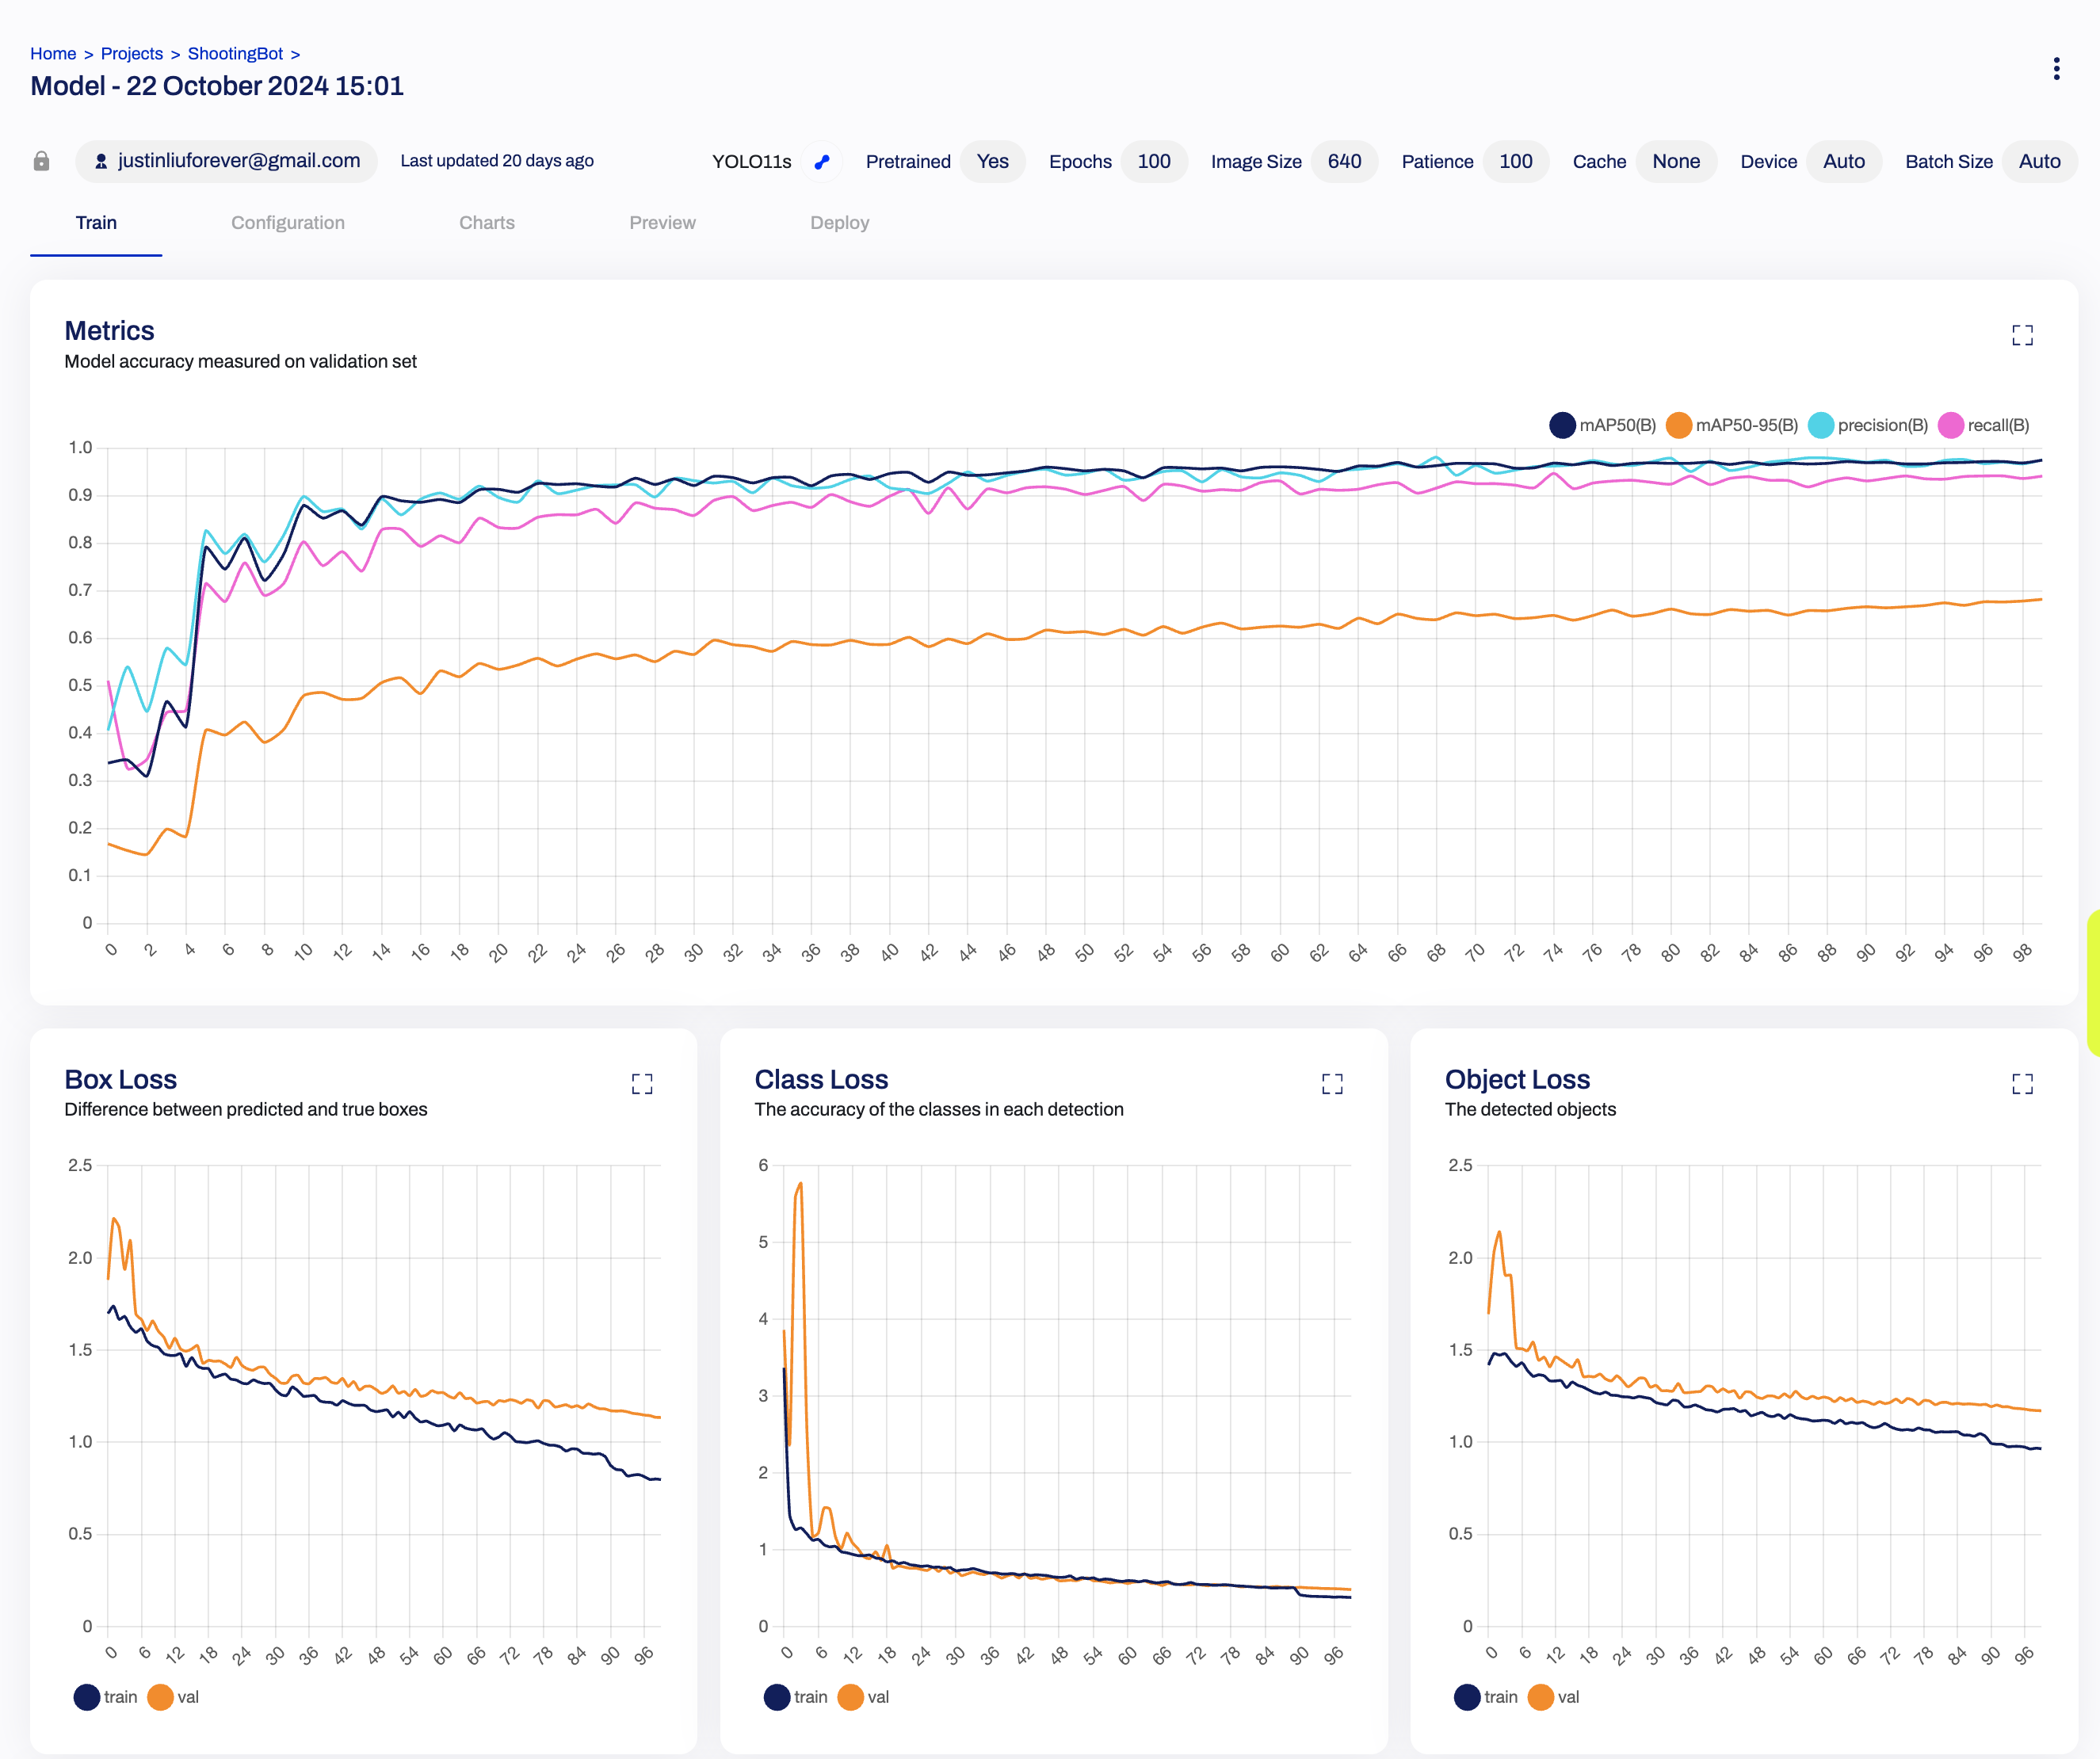 Home > Projects > ShootingBot >
Model - 22 October 2024 15:01
justinliuforever@gmail.com Last updated 20 days ago YOLO11s Pretrained Yes Epochs 100 Image Size 640 Patience 100 Cache None Device Auto Batch Size Auto
Train Configuration Charts Preview Deploy
Metrics
Model accuracy measured on validation set
mAP50(B) mAP50-95(B) precision(B) recall(B)
1.0
0.9
0.8
0.7
0.6
0.5
0.4
0.3
0.2
0.1
0
0 2 4 6 8 10 12 14 16 18 20 22 24 26 28 30 32 34 36 38 40 42 44 46 48 50 52 54 56 58 60 62 64 66 68 70 72 74 76 78 80 82 84 86 88 90 92 94 96 98
Box Loss
Difference between predicted and true boxes
2.5
2.0
1.5
1.0
0.5
0
0 6 12 18 24 30 36 42 48 54 60 66 72 78 84 90 96
train val
Class Loss
The accuracy of the classes in each detection
6
5
4
3
2
1
0
0 6 12 18 24 30 36 42 48 54 60 66 72 78 84 90 96
train val
Object Loss
The detected objects
2.5
2.0
1.5
1.0
0.5
0
0 6 12 18 24 30 36 42 48 54 60 66 72 78 84 90 96
train val